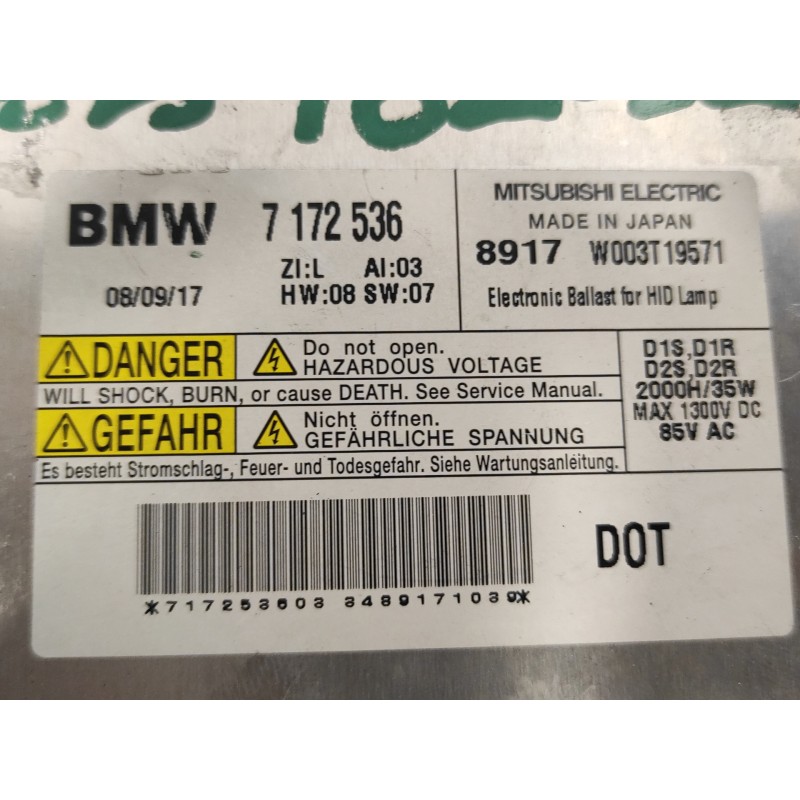 BMW 7 172 536
ZI:L AI:03
08/09/17 HW:08 SW:07
MITSUBISHI ELECTRIC
MADE IN JAPAN
8917 W003T19571
Electronic Ballast for HID Lamp
DANGER Do not open.
HAZARDOUS VOLTAGE
WILL SHOCK, BURN, or cause DEATH. See Service Manual.
GEFAHR Nicht öffnen.
GEFÄHRLICHE SPANNUNG
Es besteht Stromschlag-, Feuer- und Todesgefahr. Siehe Wartungsanleitung.
D1S,D1R
D2S,D2R
2000H/35W
MAX 1300V DC
85V AC
DOT
*717253603 3489171039*